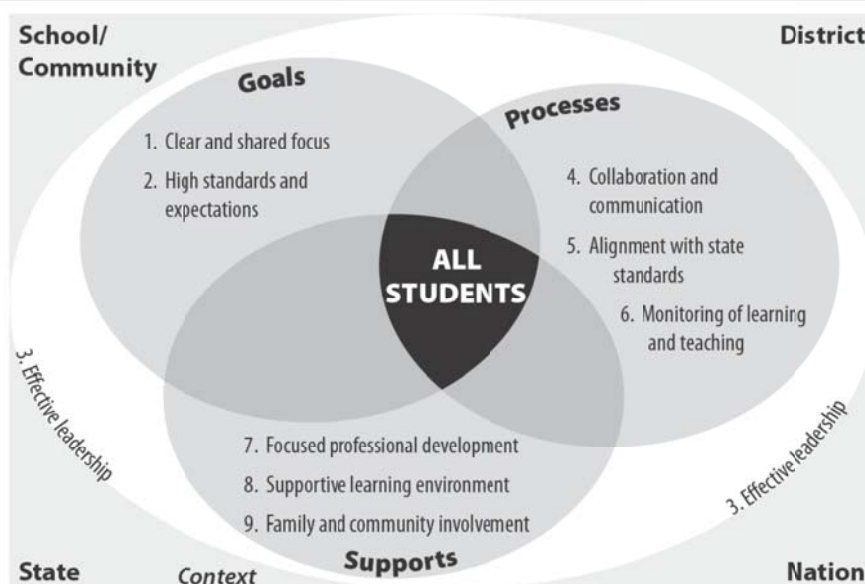 School/
Community
District
Goals
Processes
1. Clear and shared focus
2. High standards and
expectations
4. Collaboration and
communication
5. Alignment with state
standards
6. Monitoring of learning
and teaching
ALL
STUDENTS
3. Effective leadership
3. Effective leadership
7. Focused professional development
8. Supportive learning environment
9. Family and community involvement
Supports
State
Context
Nation